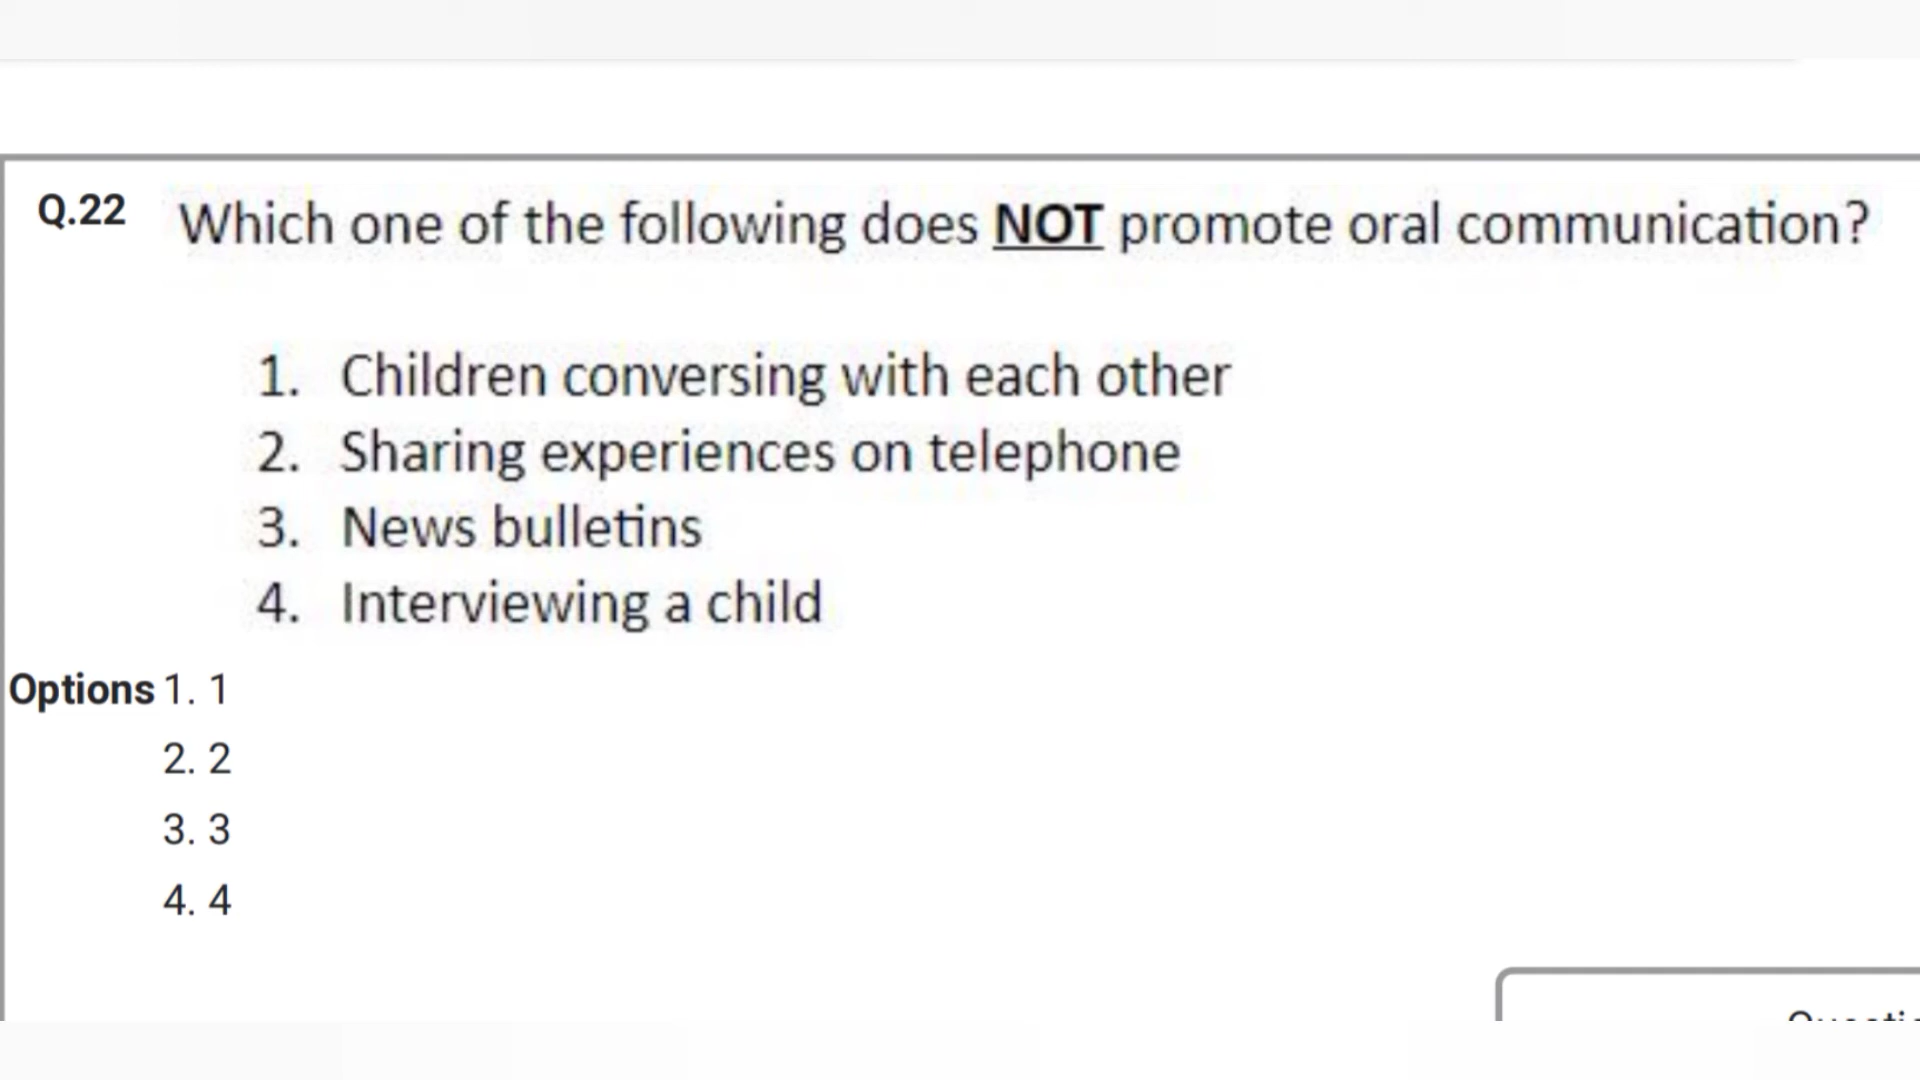 Q.22 Which one of the following does NOT promote oral communication?
1. Children conversing with each other
2. Sharing experiences on telephone
3. News bulletins
4. Interviewing a child
Options 1. 1
2. 2
3. 3
4. 4